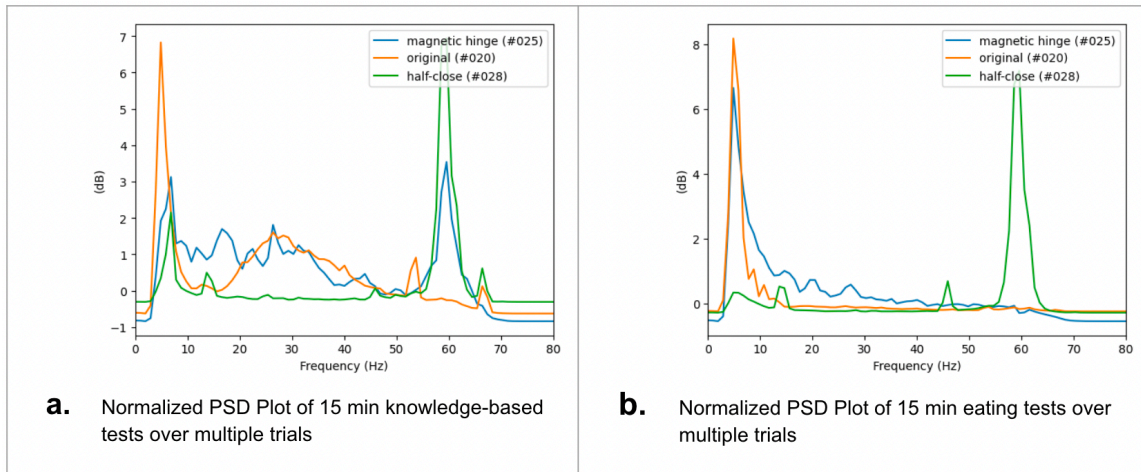 7
6
5
4
3
2
1
0
−1
(dB)
magnetic hinge (#025)
original (#020)
half-close (#028)
0 10 20 30 40 50 60 70 80
Frequency (Hz)
a. Normalized PSD Plot of 15 min knowledge-based
tests over multiple trials
8
6
4
2
0
(dB)
magnetic hinge (#025)
original (#020)
half-close (#028)
0 10 20 30 40 50 60 70 80
Frequency (Hz)
b. Normalized PSD Plot of 15 min eating tests over
multiple trials